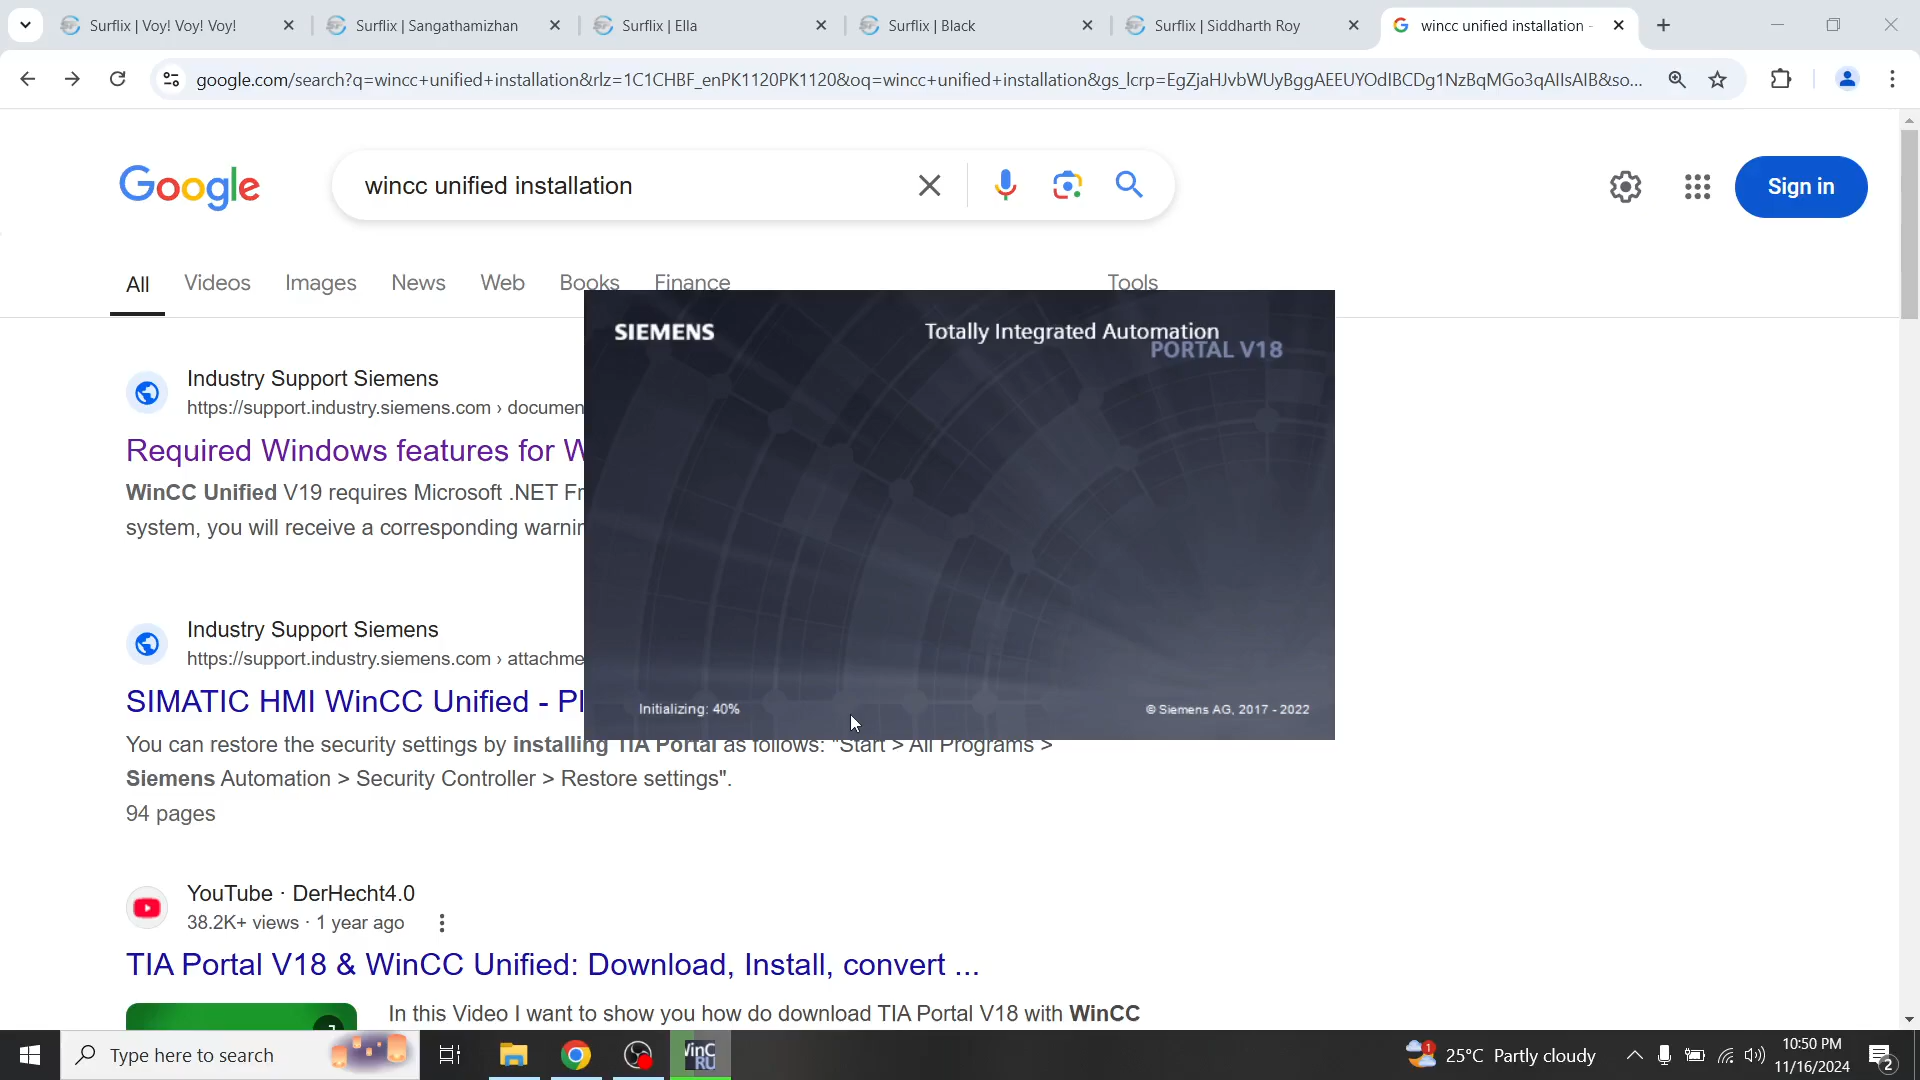 Surflix | Voy! Voy! Voy!
Surflix | Sangathamizhan
Surflix | Ella
Surflix | Black
Surflix | Siddharth Roy
wincc unified installation -
google.com/search?q=wincc+unified+installation&rlz=1C1CHBF_enPK1120PK1120&oq=wincc+unified+installation&gs_lcrp=EgZjaHJvbWUyBggAEEUYOdIBCDg1NzBqMGo3qAIIsAIB&so...
Google
wincc unified installation
Sign in
All
Videos
Images
News
Web
Books
Finance
Tools
Industry Support Siemens
https://support.industry.siemens.com › documen
Required Windows features for W
WinCC Unified V19 requires Microsoft .NET Fr
system, you will receive a corresponding warnin
SIEMENS
Totally Integrated Automation
PORTAL V18
Initializing: 40%
© Siemens AG, 2017 - 2022
Industry Support Siemens
https://support.industry.siemens.com › attachme
SIMATIC HMI WinCC Unified - Pl
You can restore the security settings by installing TIA Portal as follows: "Start > All Programs >
Siemens Automation > Security Controller > Restore settings".
94 pages
YouTube · DerHecht4.0
38.2K+ views · 1 year ago
TIA Portal V18 & WinCC Unified: Download, Install, convert ...
In this Video I want to show you how do download TIA Portal V18 with WinCC
Type here to search
25°C Partly cloudy
10:50 PM
11/16/2024
2